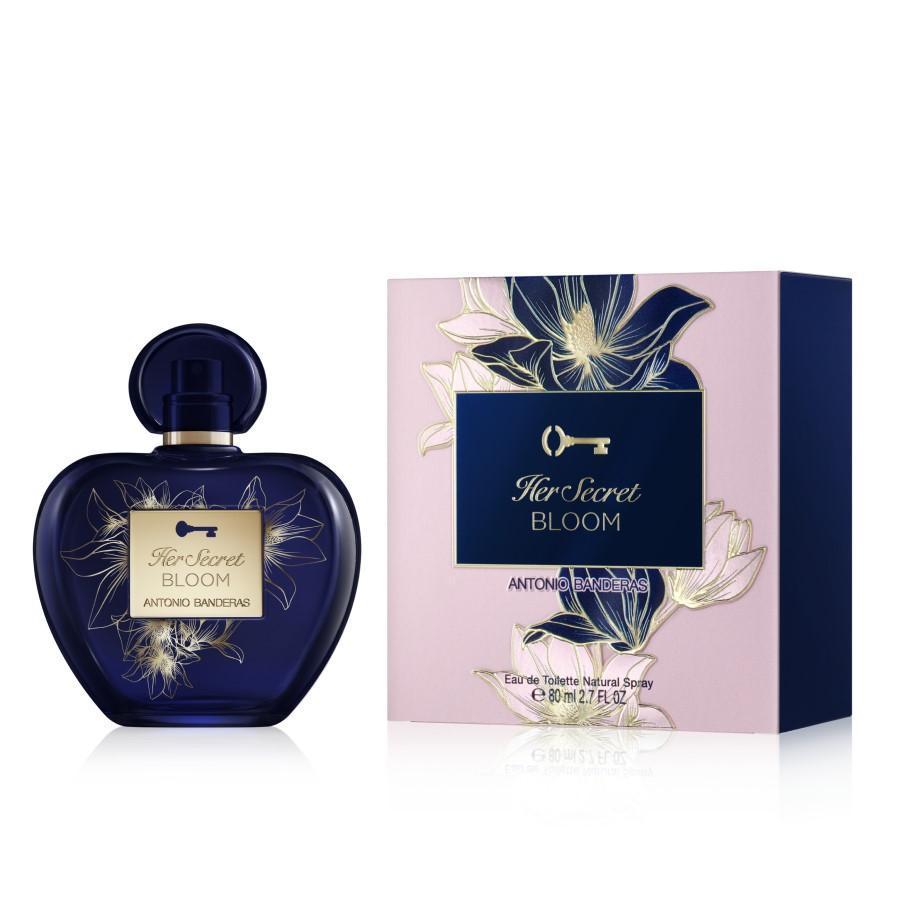 Her Secret
BLOOM
ANTONIO BANDERAS
Her Secret
BLOOM
ANTONIO BANDERAS
Eau de Toilette Natural Spray
℮ 80 ml 2.7 FL OZ